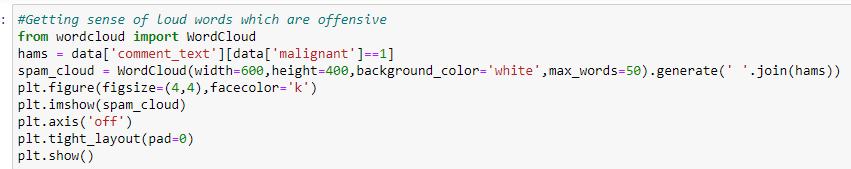 :
#Getting sense of loud words which are offensive
from wordcloud import WordCloud
hams = data['comment_text'][data['malignant']==1]
spam_cloud = WordCloud(width=600,height=400,background_color='white',max_words=50).generate(' '.join(hams))
plt.figure(figsize=(4,4),facecolor='k')
plt.imshow(spam_cloud)
plt.axis('off')
plt.tight_layout(pad=0)
plt.show()